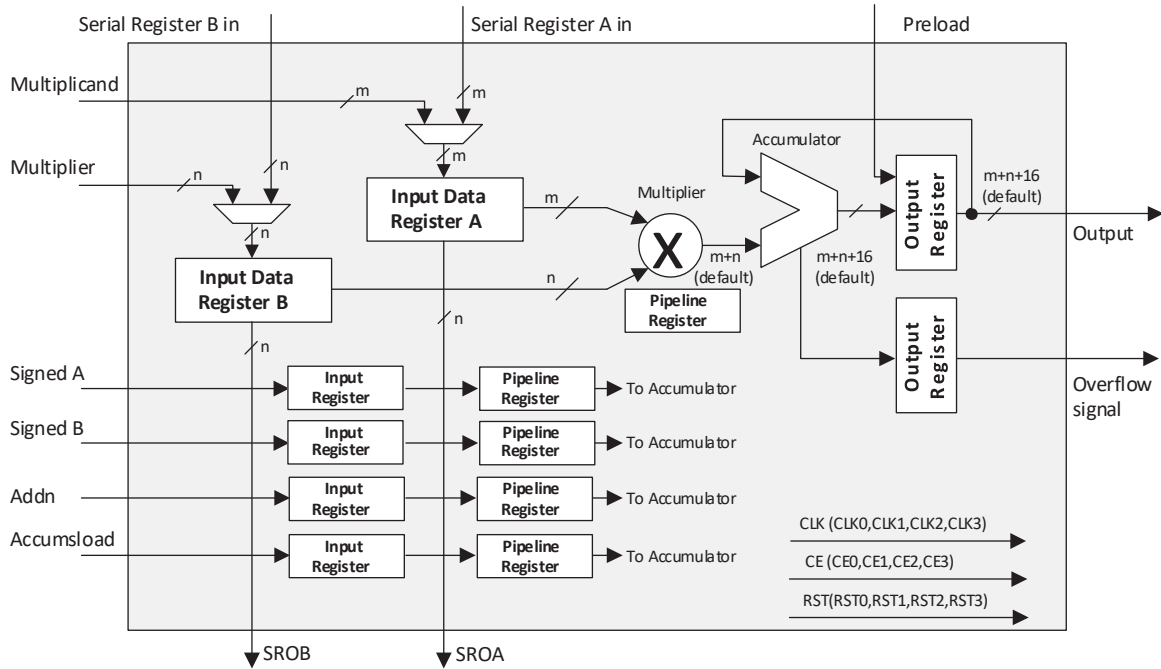 Serial Register B in
Serial Register A in
Preload
Multiplicand
m
m
Accumulator
Multiplier
n
n
m
Input Data
Register A
m
Multiplier
X
m+n
(default)
m+n+16
(default)
Output
Register
m+n+16
(default)
Output
n
Input Data
Register B
n
Pipeline
Register
n
n
Output
Register
Overflow
signal
Signed A
Input
Register
Pipeline
Register
To Accumulator
Signed B
Input
Register
Pipeline
Register
To Accumulator
Addn
Input
Register
Pipeline
Register
To Accumulator
Accumsload
Input
Register
Pipeline
Register
To Accumulator
CLK (CLK0,CLK1,CLK2,CLK3)
CE (CE0,CE1,CE2,CE3)
RST(RST0,RST1,RST2,RST3)
SROB
SROA